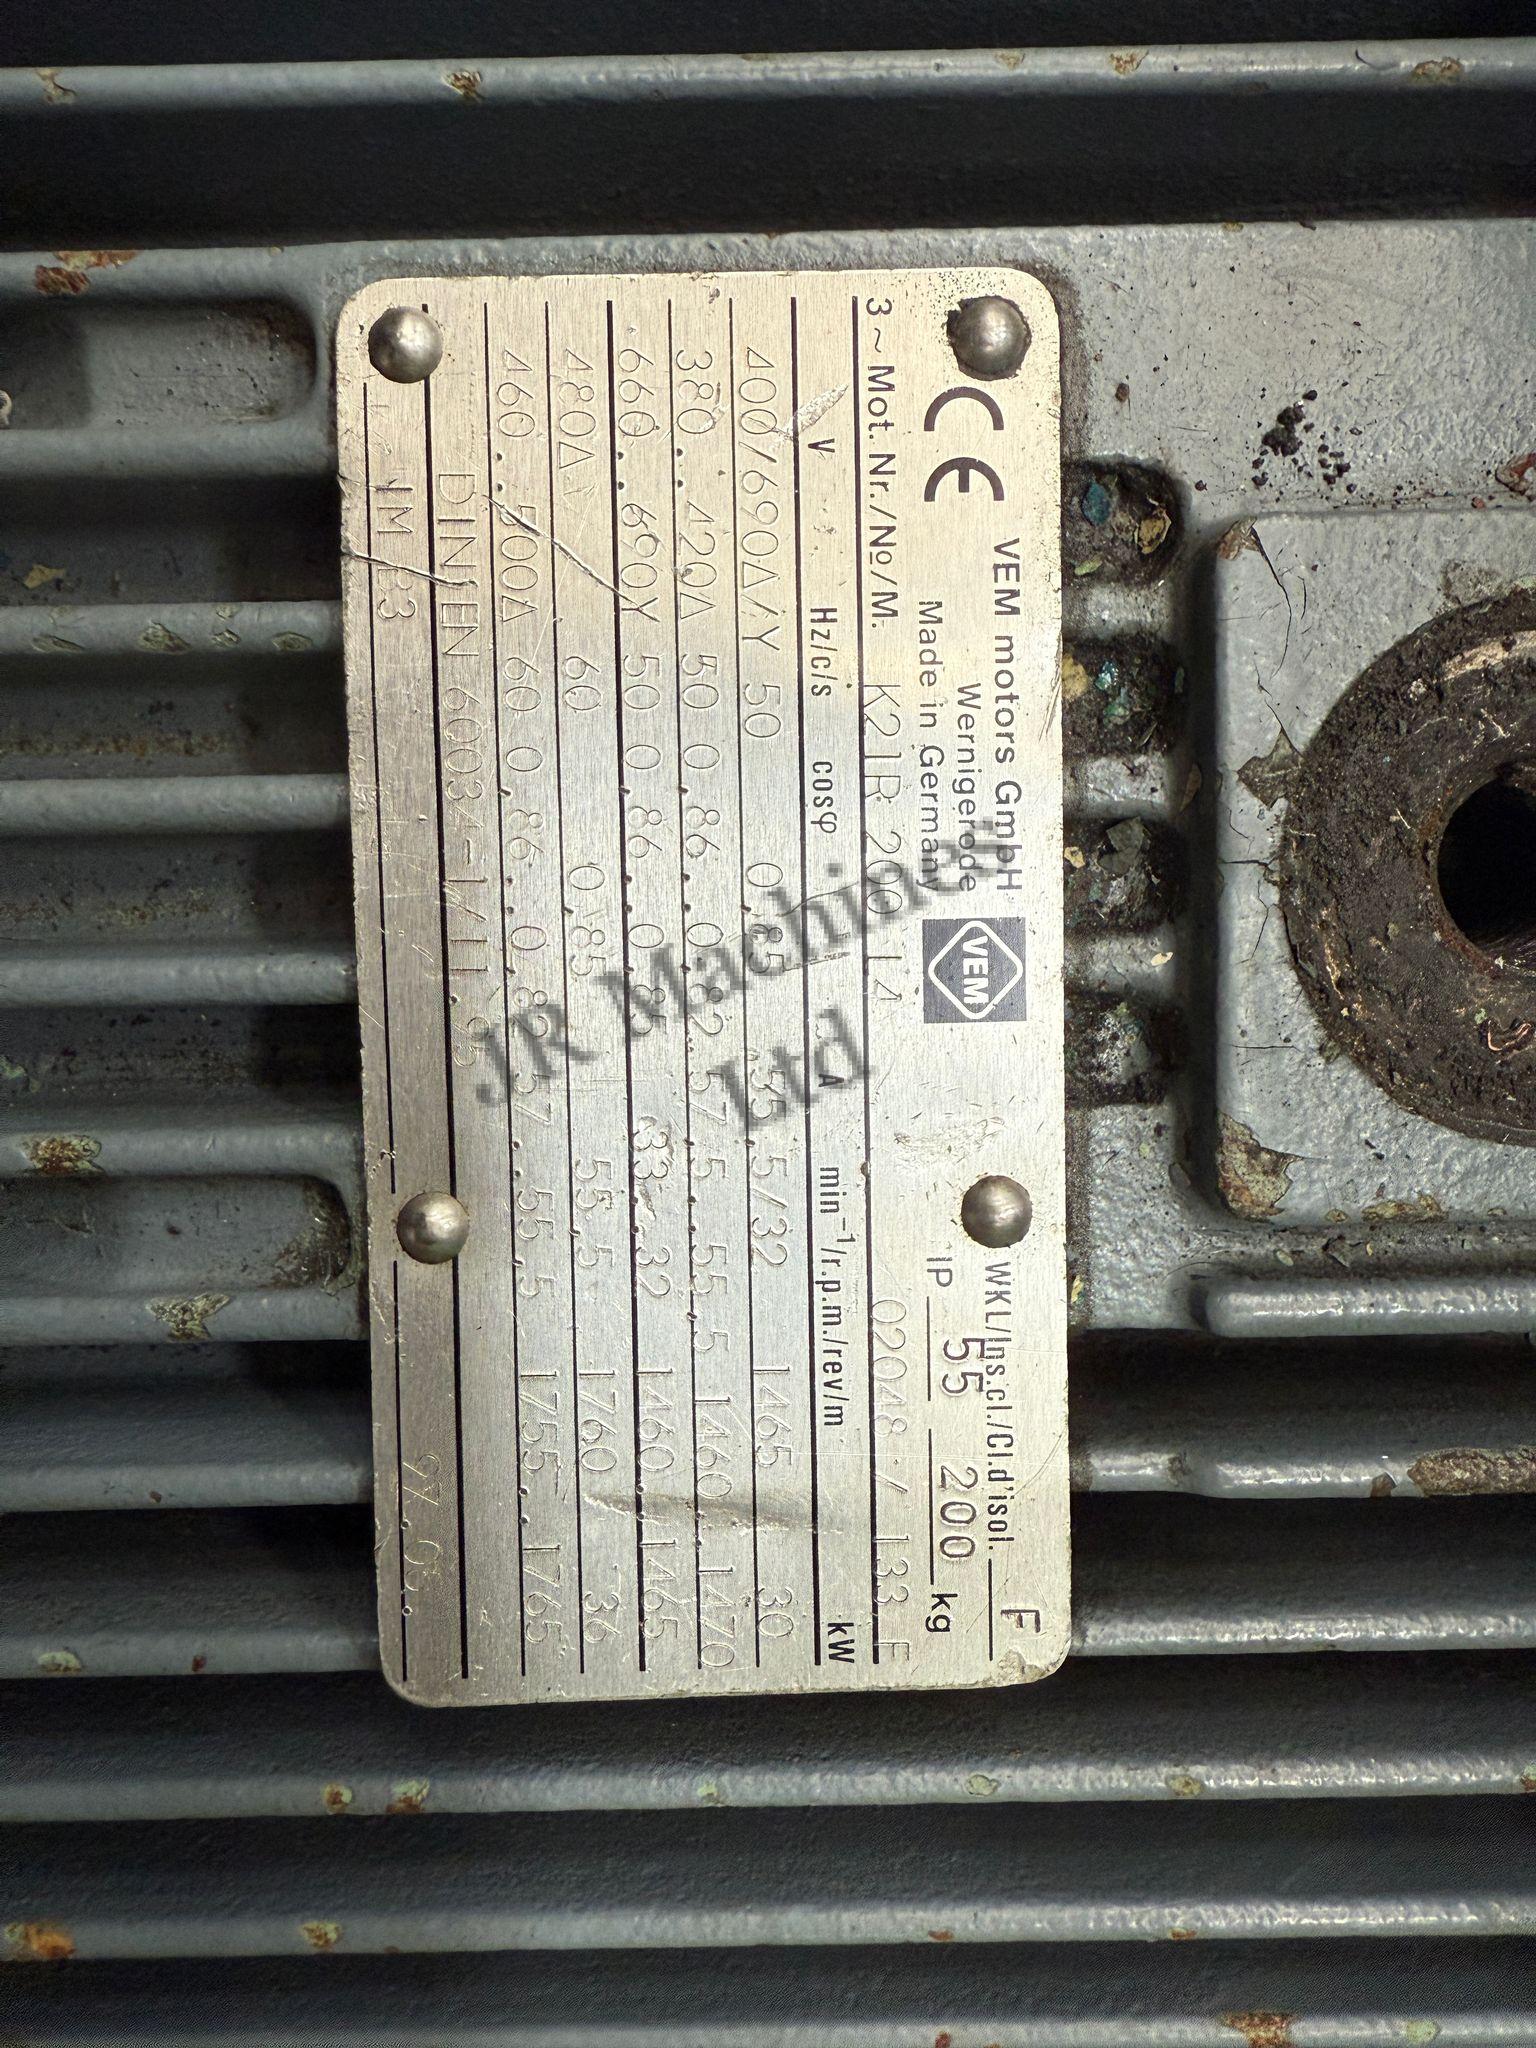 CE VEM motors GmbH
Wernigerode
Made in Germany
VEM
WKL/Ins.cl./Cl.d'isol. F
IP 55 200 kg
3~Mot. Nr./No/M. K21R 200 L4 02048 / 133 F
V Hz/c/s cosφ A min⁻¹/r.p.m./rev/m kW
400/690Δ/Y 50 0,85 55,5/32 1465 30
380..420Δ 50 0,86..0,82 57,5..55,5 1460..1470
660..690Y 50 0,86..0,85 33..32 1460..1465
480Δ 60 0,85 55,5 1760 36
460..500Δ 60 0,86..0,82 57..55,5 1755..1765
DIN EN 60034-1/11.95
IM B3
JR Machines
Ltd